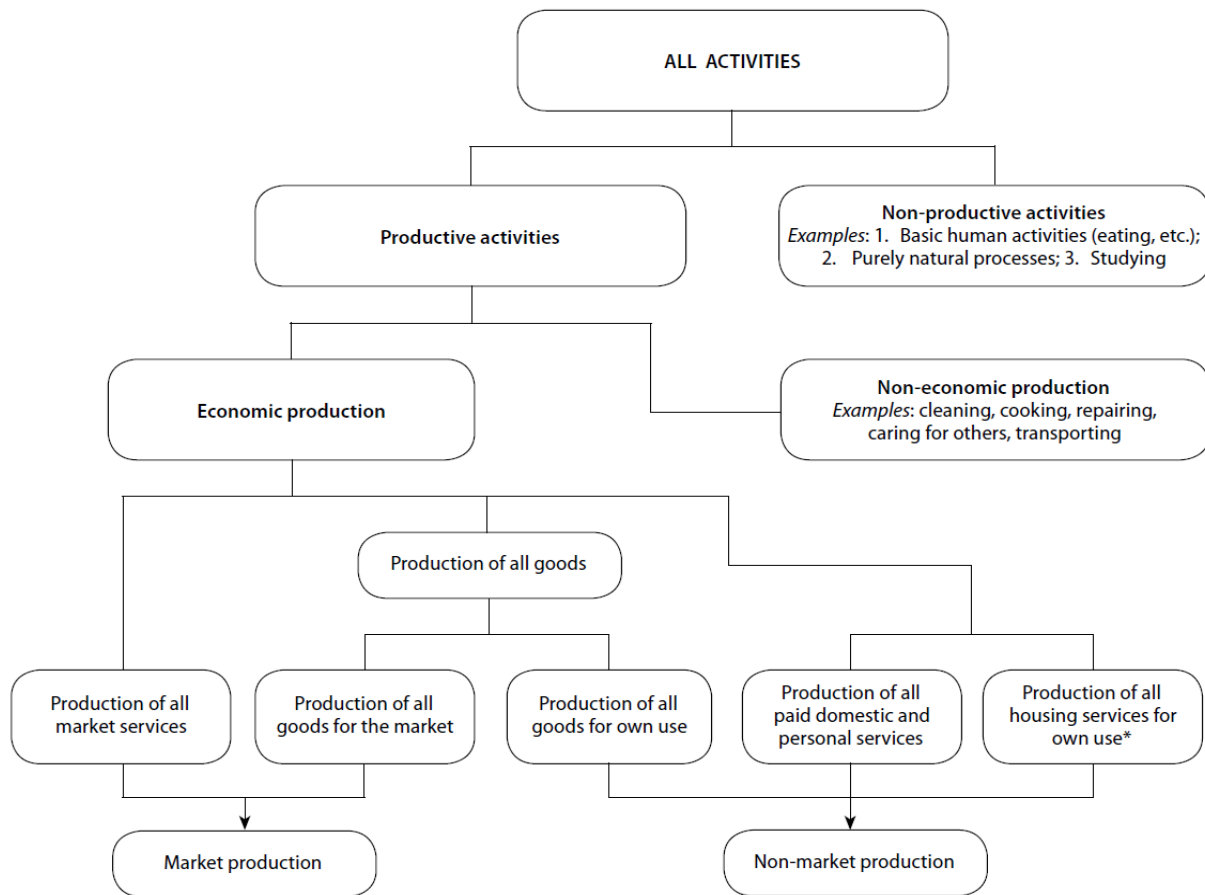 ALL ACTIVITIES
Productive activities
Non-productive activities
Examples: 1. Basic human activities (eating, etc.);
2. Purely natural processes; 3. Studying
Economic production
Non-economic production
Examples: cleaning, cooking, repairing,
caring for others, transporting
Production of all goods
Production of all
market services
Production of all
goods for the market
Production of all
goods for own use
Production of all
paid domestic and
personal services
Production of all
housing services for
own use*
Market production
Non-market production